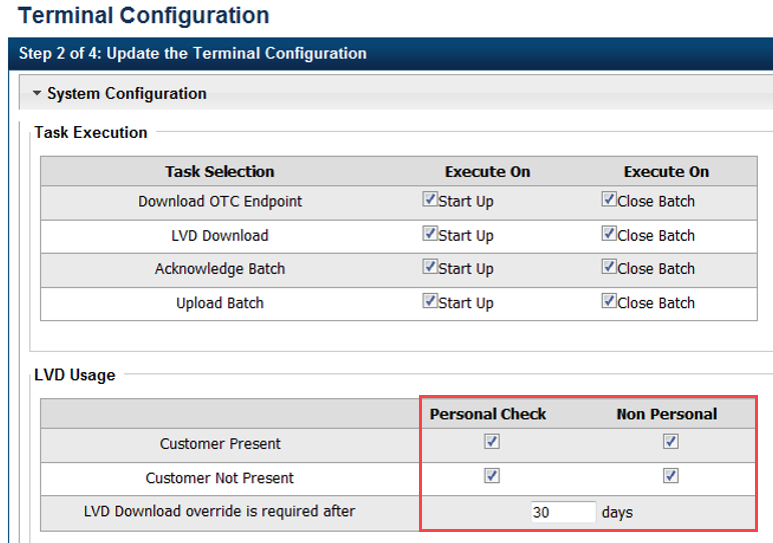 Terminal Configuration
Step 2 of 4: Update the Terminal Configuration
System Configuration
Task Execution
Task Selection Execute On Execute On
Download OTC Endpoint Start Up Close Batch
LVD Download Start Up Close Batch
Acknowledge Batch Start Up Close Batch
Upload Batch Start Up Close Batch
LVD Usage
Personal Check Non Personal
Customer Present
Customer Not Present
LVD Download override is required after 30 days